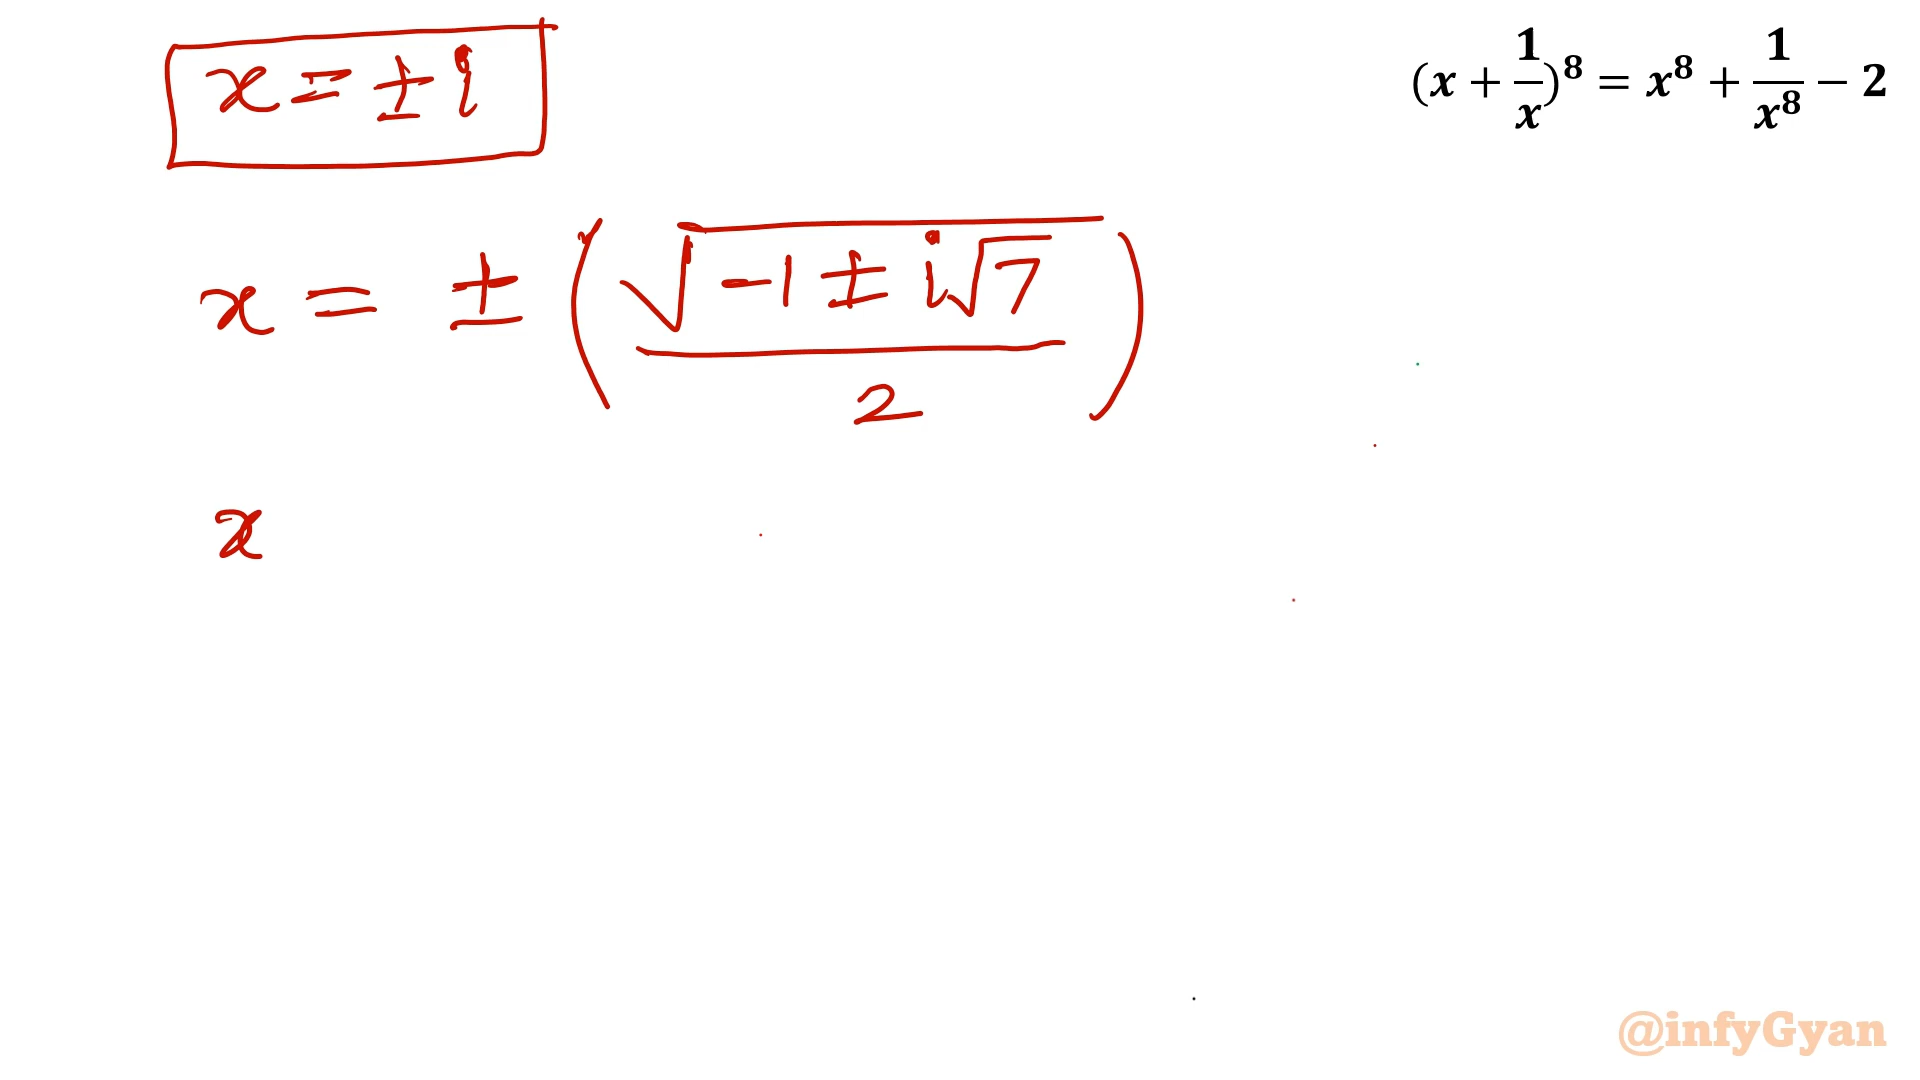 x = ± i
(x + 1/x)^8 = x^8 + 1/x^8 − 2
x = ± (√(-1 ± i√7) / 2)
x
@infyGyan